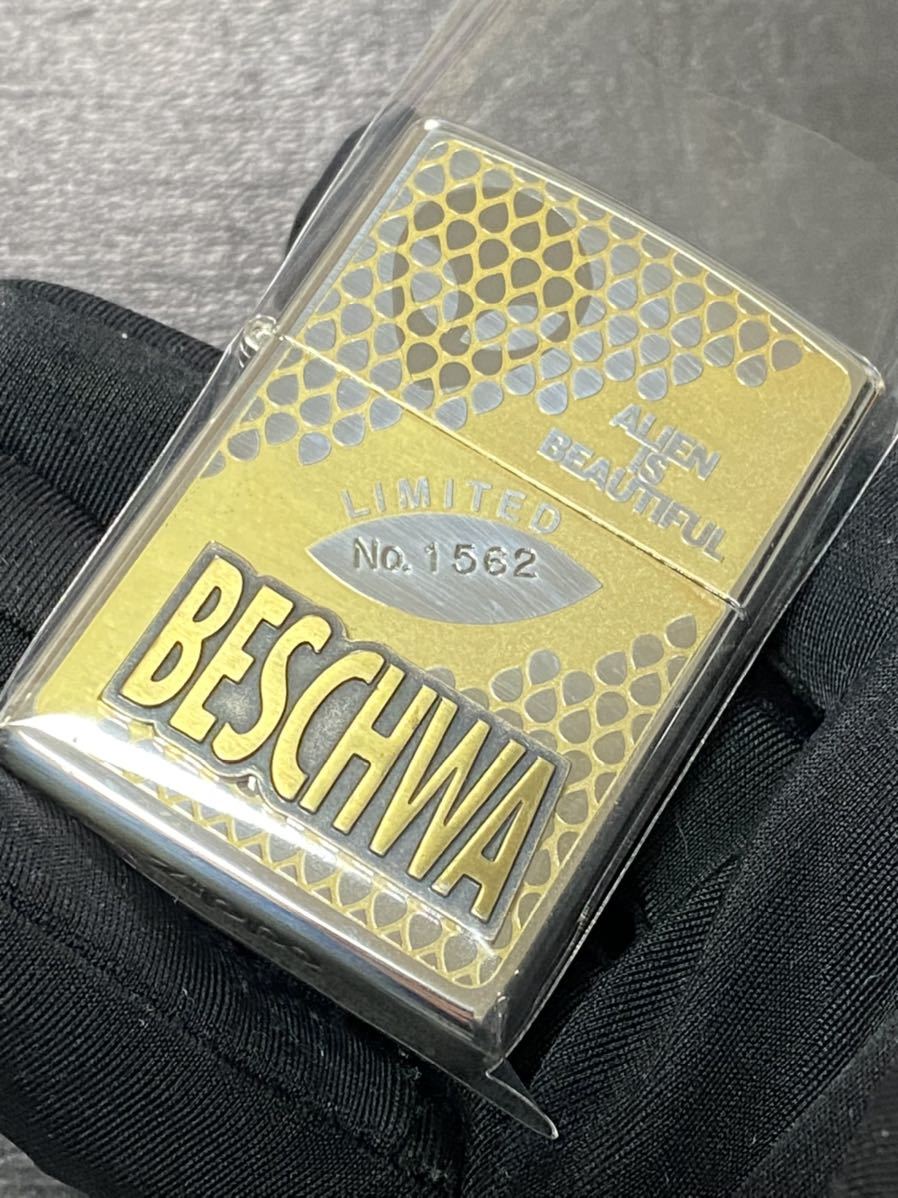 ALIEN
IS
BEAUTIFUL
LIMITED
No. 1562
BESCHWA